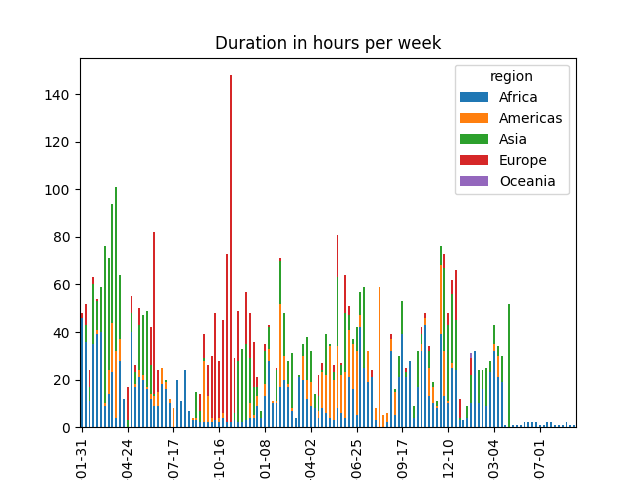 Duration in hours per week
region
Africa
Americas
Asia
Europe
Oceania
140
120
100
80
60
40
20
0
01-31
04-24
07-17
10-16
01-08
04-02
06-25
09-17
12-10
03-04
07-01